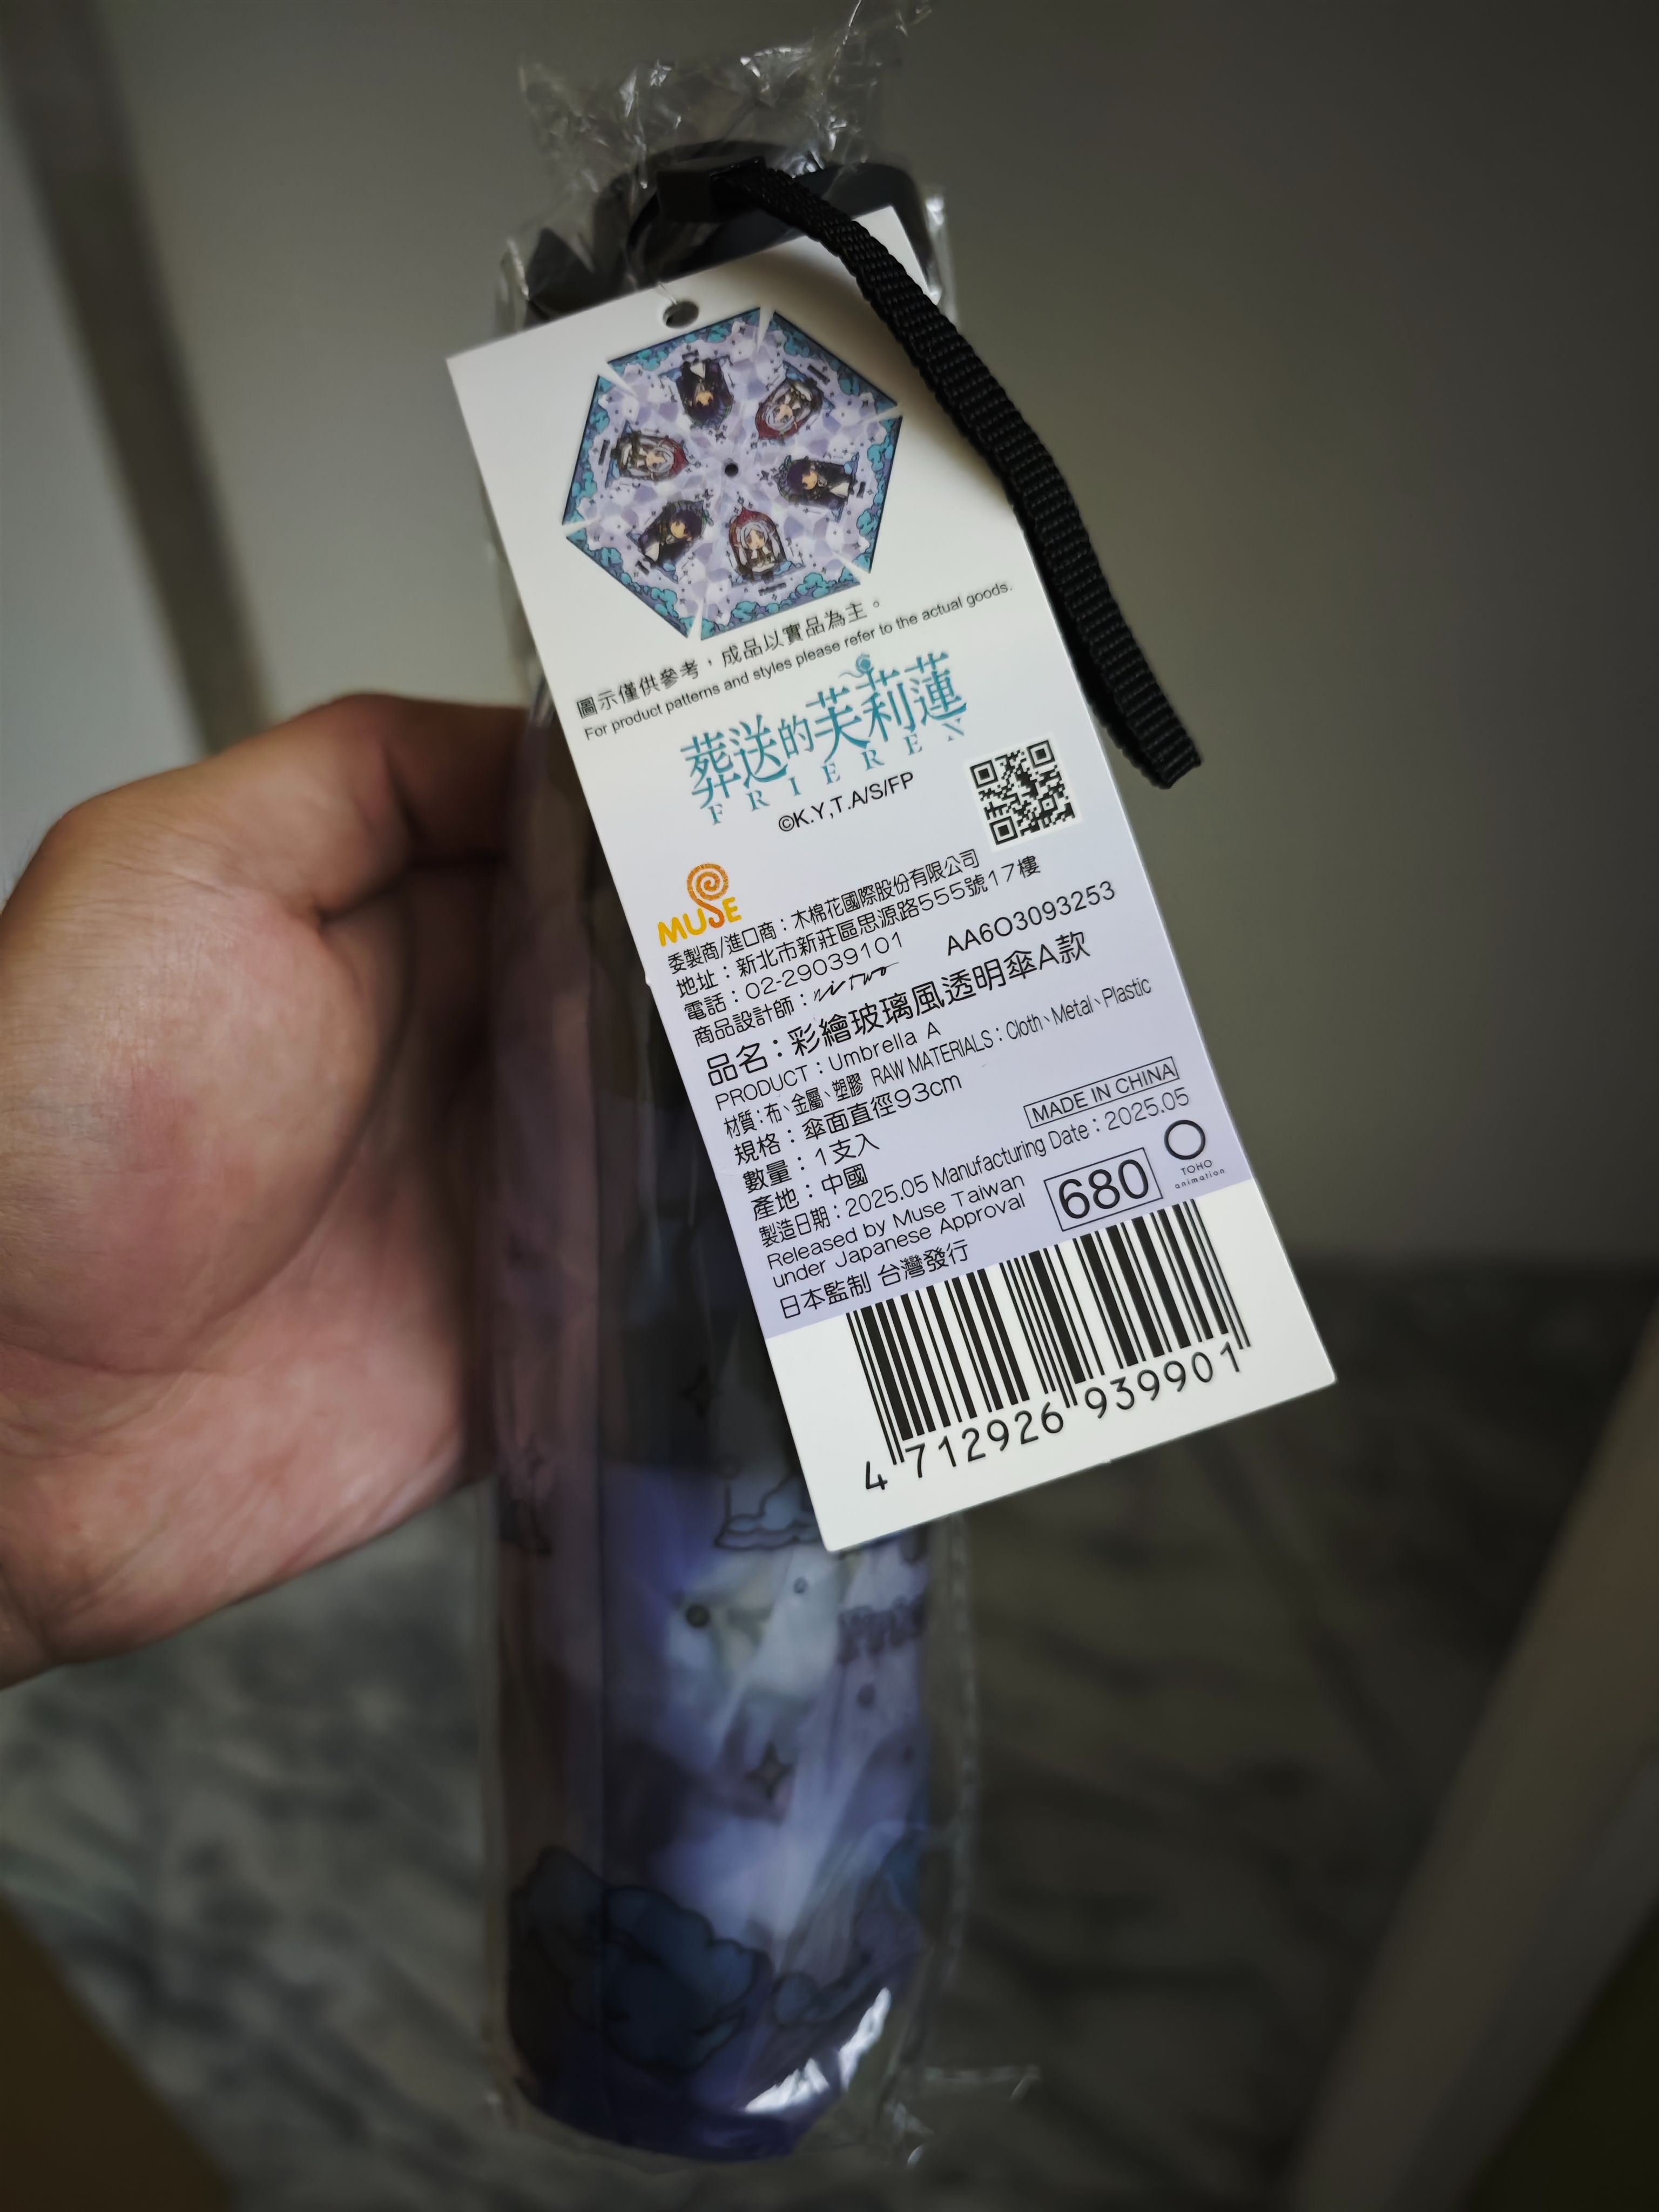 圖示僅供參考，成品以實品為主。
For product patterns and styles please refer to the actual goods.
葬送的芙莉蓮
FRIEREN
©K.Y,T.A/S/FP
MUSE
委製商/進口商：木棉花國際股份有限公司
地址：新北市新莊區思源路555號17樓
電話：02-29039101
AA6O3093253
商品設計師：
品名：彩繪玻璃風透明傘A款
PRODUCT：Umbrella A
材質：布、金屬、塑膠 RAW MATERIALS：Cloth、Metal、Plastic
規格：傘面直徑93cm
數量：1支入
產地：中國
MADE IN CHINA
製造日期：2025.05 Manufacturing Date：2025.05
Released by Muse Taiwan
under Japanese Approval
日本監制 台灣發行
680
TOHO
animation
4 712926 939901